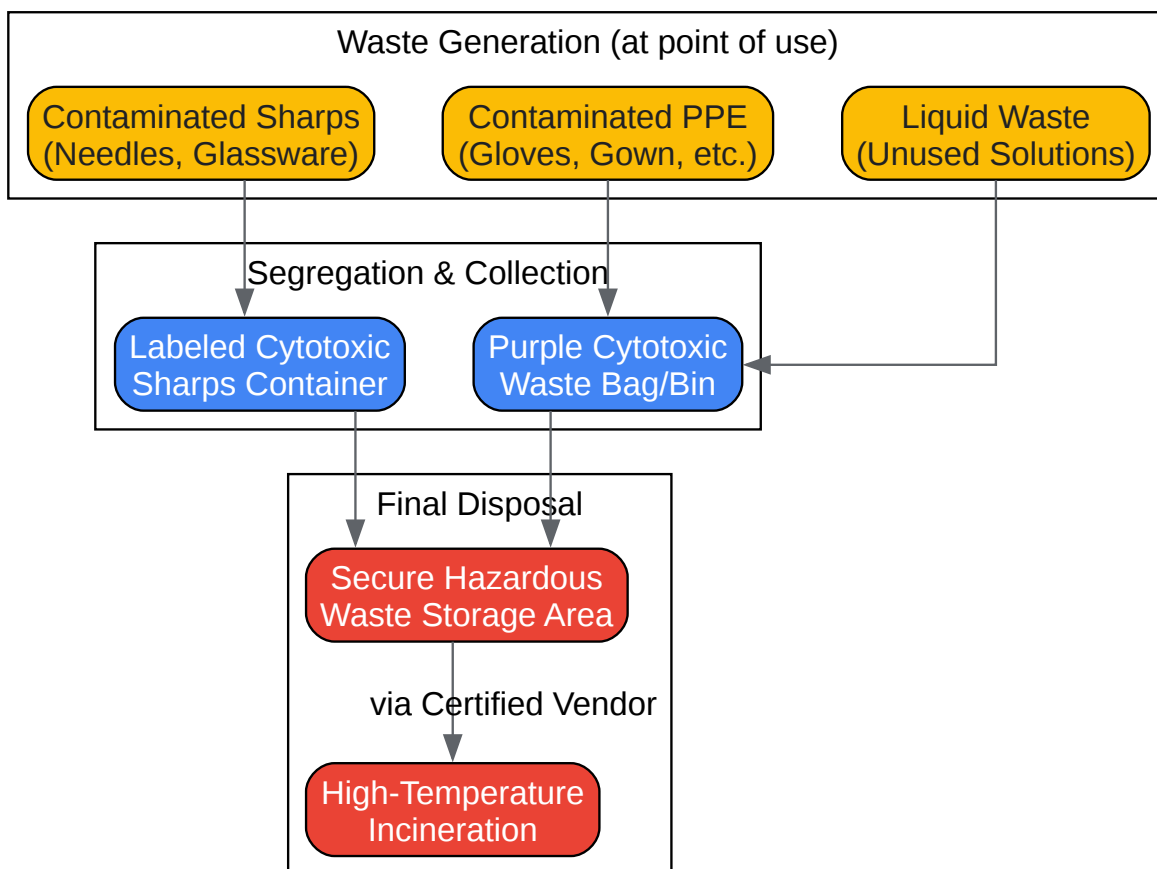 Waste Generation (at point of use)
Contaminated Sharps
(Needles, Glassware)
Contaminated PPE
(Gloves, Gown, etc.)
Liquid Waste
(Unused Solutions)
Segregation & Collection
Labeled Cytotoxic
Sharps Container
Purple Cytotoxic
Waste Bag/Bin
Final Disposal
Secure Hazardous
Waste Storage Area
via Certified Vendor
High-Temperature
Incineration